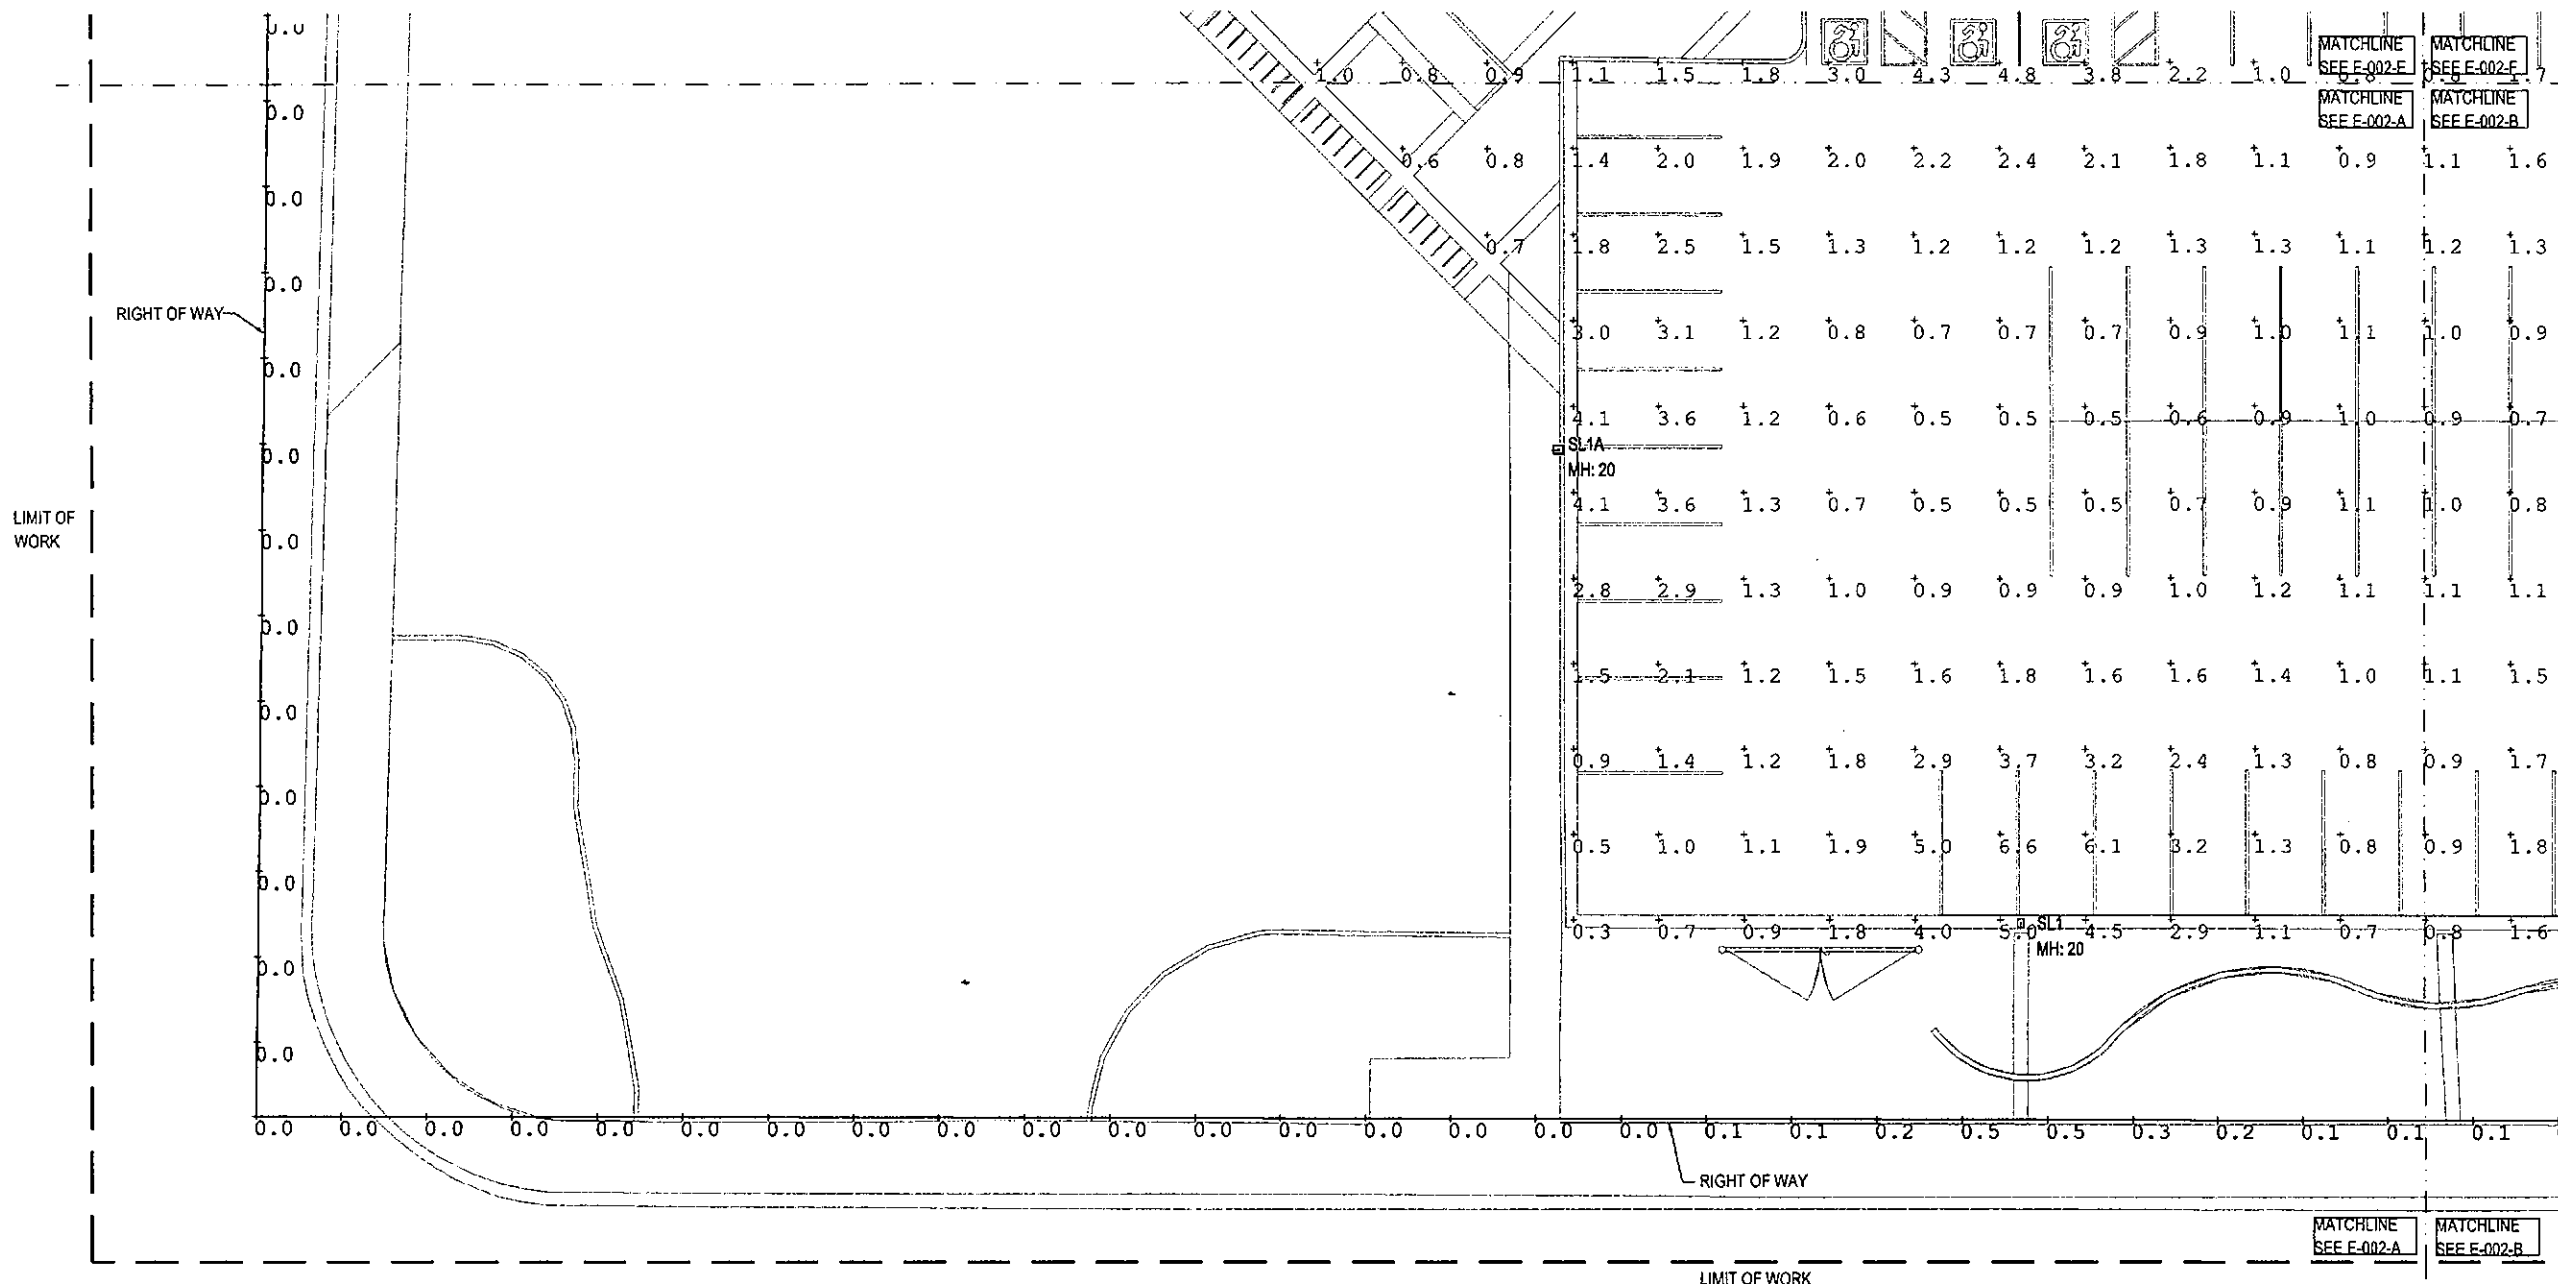 0.0
MATCHLINE MATCHLINE
SEE E-002-E SEE E-002-F
1.0 0.8 0.9 1.1 1.5 1.8 3.0 4.3 4.8 3.8 2.2 1.0 0.8 0.8 1.7
MATCHLINE MATCHLINE
SEE E-002-A SEE E-002-B
0.0
0.6 0.8 1.4 2.0 1.9 2.0 2.2 2.4 2.1 1.8 1.1 0.9 1.1 1.6
0.0
0.7 1.8 2.5 1.5 1.3 1.2 1.2 1.2 1.3 1.3 1.1 1.2 1.3
0.0
RIGHT OF WAY
3.0 3.1 1.2 0.8 0.7 0.7 0.7 0.9 1.0 1.1 1.0 0.9
0.0
4.1 3.6 1.2 0.6 0.5 0.5 0.5 0.6 0.9 1.0 0.9 0.7
SL1A
MH: 20
0.0
4.1 3.6 1.3 0.7 0.5 0.5 0.5 0.7 0.9 1.1 1.0 0.8
LIMIT OF
WORK
0.0
2.8 2.9 1.3 1.0 0.9 0.9 0.9 1.0 1.2 1.1 1.1 1.1
0.0
1.5 2.1 1.2 1.5 1.6 1.8 1.6 1.6 1.4 1.0 1.1 1.5
0.0
0.9 1.4 1.2 1.8 2.9 3.7 3.2 2.4 1.3 0.8 0.9 1.7
0.0
0.5 1.0 1.1 1.9 5.0 6.6 6.1 3.2 1.3 0.8 0.9 1.8
0.0
SL1
0.3 0.7 0.9 1.8 4.0 5.0 4.5 2.9 1.1 0.7 0.8 1.6
MH: 20
0.0
0.0
0.0 0.0 0.0 0.0 0.0 0.0 0.0 0.0 0.0 0.0 0.0 0.0 0.0 0.0 0.0 0.0 0.0 0.1 0.1 0.2 0.5 0.5 0.3 0.2 0.1 0.1 0.1
RIGHT OF WAY
MATCHLINE MATCHLINE
SEE E-002-A SEE E-002-B
LIMIT OF WORK